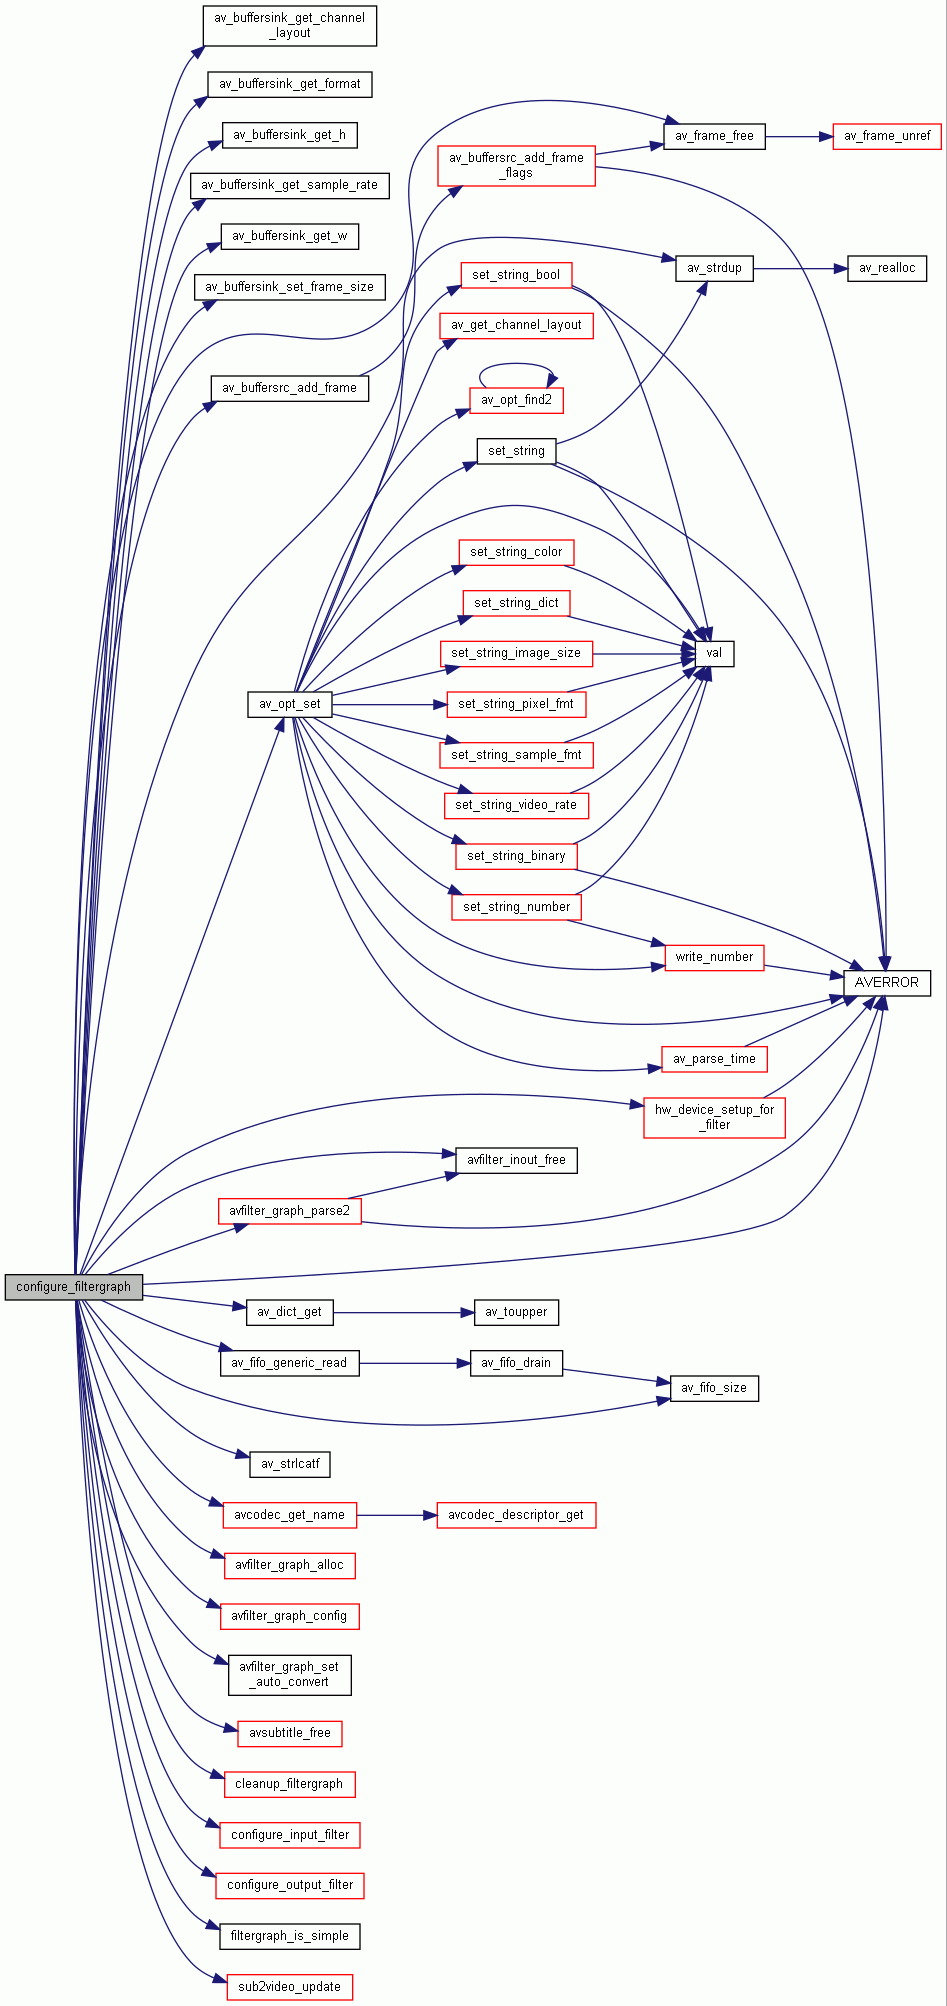 av_buffersink_get_channel
_layout
av_buffersink_get_format
av_buffersink_get_h
av_frame_free
av_frame_unref
av_buffersrc_add_frame
_flags
av_buffersink_get_sample_rate
av_buffersink_get_w
av_strdup
av_realloc
set_string_bool
av_buffersink_set_frame_size
av_get_channel_layout
av_buffersrc_add_frame
av_opt_find2
set_string
set_string_color
set_string_dict
set_string_image_size
val
av_opt_set
set_string_pixel_fmt
set_string_sample_fmt
set_string_video_rate
set_string_binary
set_string_number
write_number
AVERROR
av_parse_time
hw_device_setup_for
_filter
avfilter_inout_free
avfilter_graph_parse2
configure_filtergraph
av_dict_get
av_toupper
av_fifo_generic_read
av_fifo_drain
av_fifo_size
av_strlcatf
avcodec_get_name
avcodec_descriptor_get
avfilter_graph_alloc
avfilter_graph_config
avfilter_graph_set
_auto_convert
avsubtitle_free
cleanup_filtergraph
configure_input_filter
configure_output_filter
filtergraph_is_simple
sub2video_update